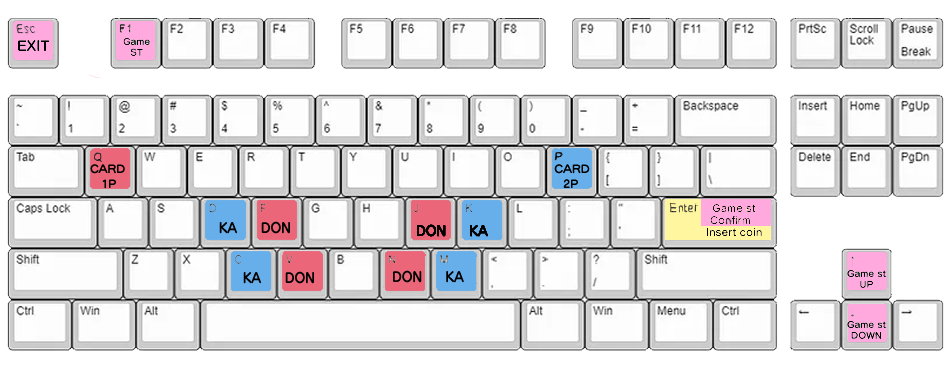 Esc
EXIT
F1
Game
ST
F2
F3
F4
F5
F6
F7
F8
F9
F10
F11
F12
PrtSc
Scroll
Lock
Pause
Break
~
`
!
1
@
2
#
3
$
4
%
5
^
6
&
7
*
8
(
9
)
0
_
-
+
=
Backspace
Insert
Home
PgUp
Tab
Q
CARD
1P
W
E
R
T
Y
U
I
O
P
CARD
2P
{
[
}
]
|
\
Delete
End
PgDn
Caps Lock
A
S
D
KA
F
DON
G
H
J
DON
K
KA
L
:
;
"
'
Enter
Game st
Confirm
Insert coin
Shift
Z
X
C
KA
V
DON
B
N
DON
M
KA
<
,
>
.
?
/
Shift
Game st
UP
Ctrl
Win
Alt
Alt
Win
Menu
Ctrl
←
Game st
DOWN
→